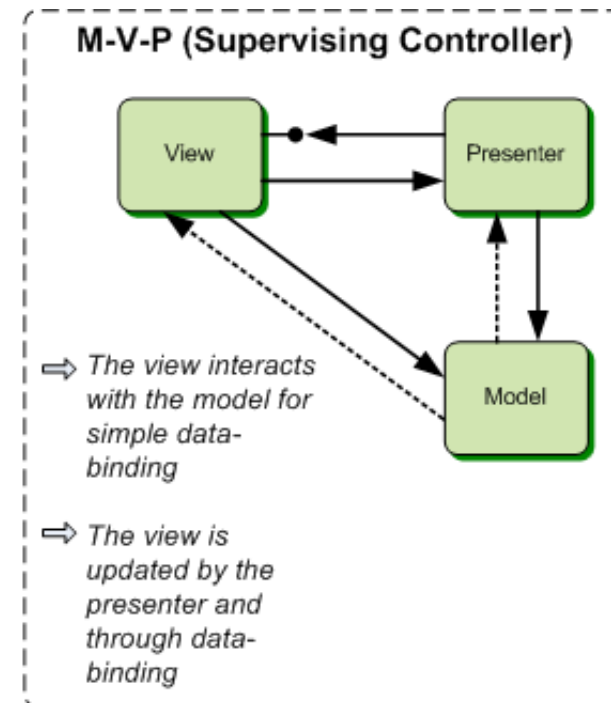 M-V-P (Supervising Controller)
View
Presenter
Model
The view interacts
with the model for
simple data-
binding
The view is
updated by the
presenter and
through data-
binding